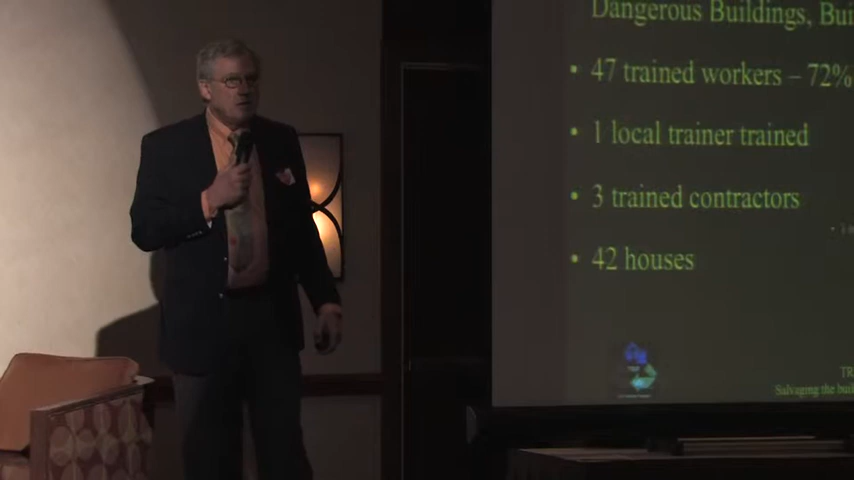 Dangerous Buildings, Bui
• 47 trained workers – 72%
• 1 local trainer trained
• 3 trained contractors
• 42 houses
TR
Salvaging the buil